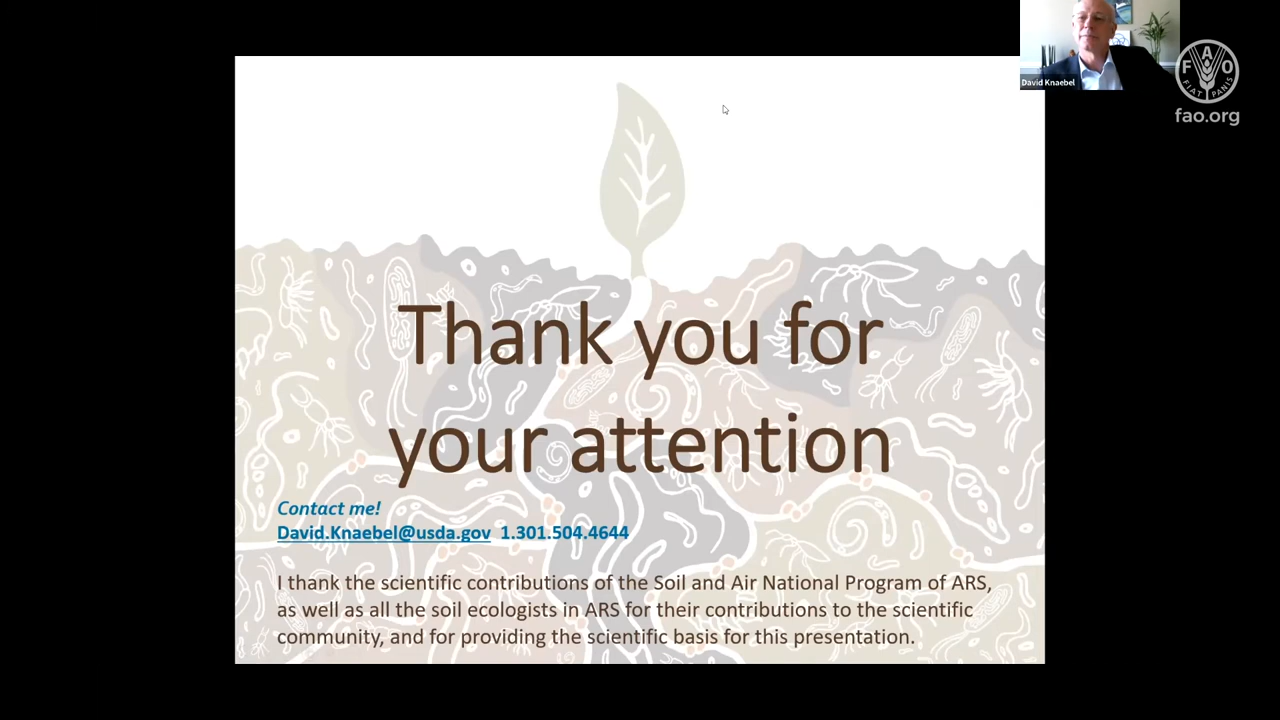 David Knaebel
F A O
FIAT PANIS
fao.org
Thank you for
your attention
Contact me!
David.Knaebel@usda.gov 1.301.504.4644
I thank the scientific contributions of the Soil and Air National Program of ARS,
as well as all the soil ecologists in ARS for their contributions to the scientific
community, and for providing the scientific basis for this presentation.